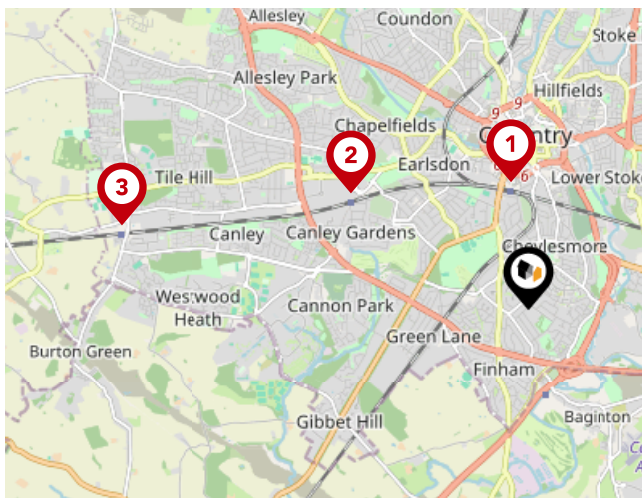 Allesley
Coundon
Stoke
Allesley Park
Hillfields
9
9
Chapelfields
1
2
Earlsdon
6
Lower Stoke
3
Tile Hill
Canley
Canley Gardens
Cheylesmore
Westwood
Heath
Cannon Park
Green Lane
Burton Green
Finham
Gibbet Hill
Baginton